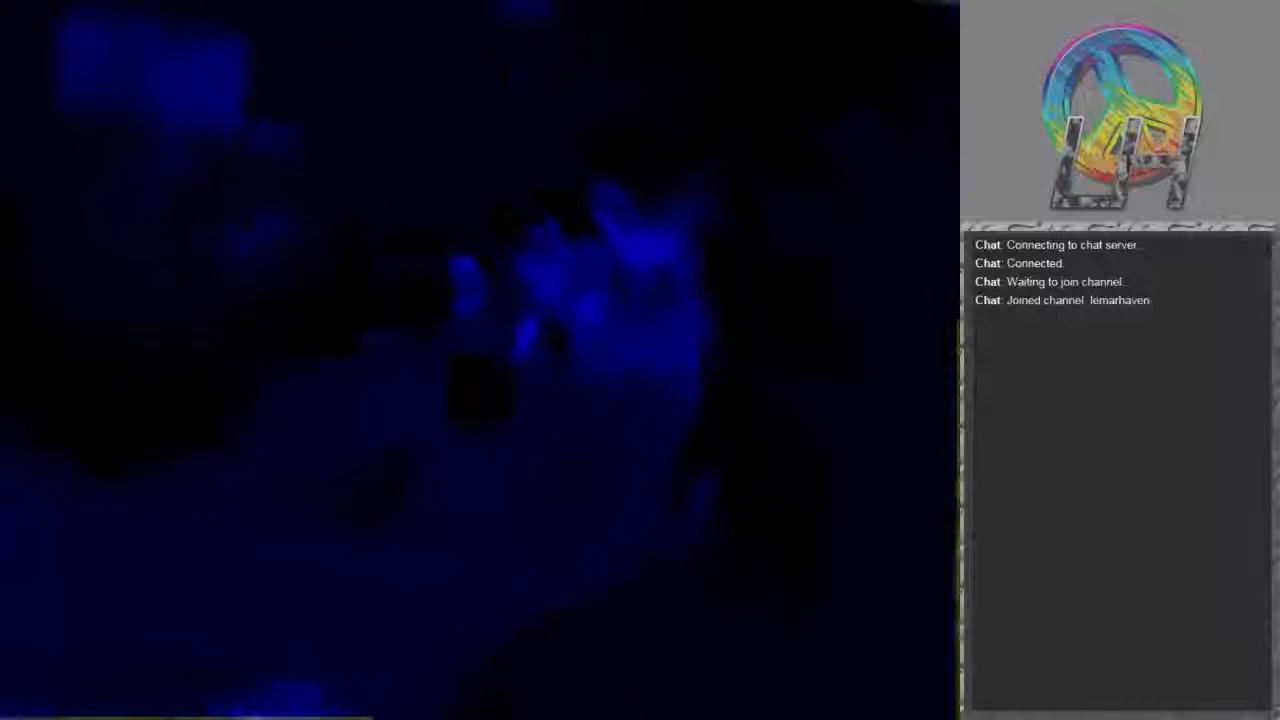 LH
Chat: Connecting to chat server...
Chat: Connected.
Chat: Waiting to join channel...
Chat: Joined channel lemarhaven